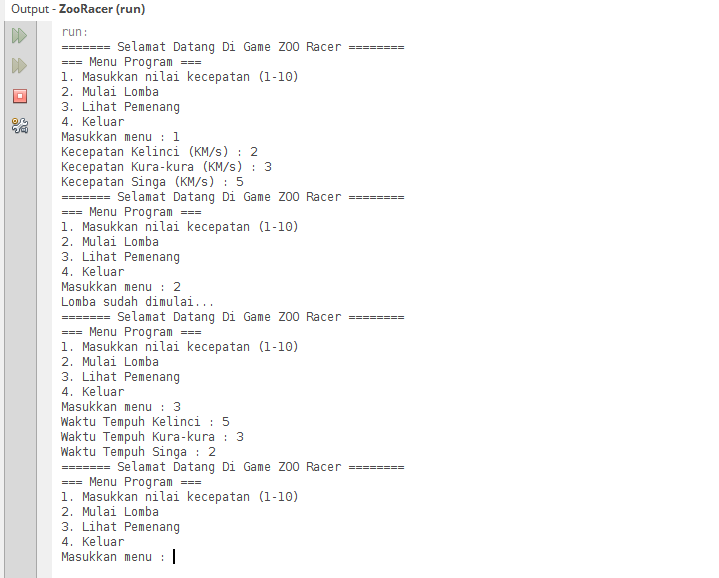 Output - ZooRacer (run)
run:
======= Selamat Datang Di Game ZOO Racer ========
=== Menu Program ===
1. Masukkan nilai kecepatan (1-10)
2. Mulai Lomba
3. Lihat Pemenang
4. Keluar
Masukkan menu : 1
Kecepatan Kelinci (KM/s) : 2
Kecepatan Kura-kura (KM/s) : 3
Kecepatan Singa (KM/s) : 5
======= Selamat Datang Di Game ZOO Racer ========
=== Menu Program ===
1. Masukkan nilai kecepatan (1-10)
2. Mulai Lomba
3. Lihat Pemenang
4. Keluar
Masukkan menu : 2
Lomba sudah dimulai...
======= Selamat Datang Di Game ZOO Racer ========
=== Menu Program ===
1. Masukkan nilai kecepatan (1-10)
2. Mulai Lomba
3. Lihat Pemenang
4. Keluar
Masukkan menu : 3
Waktu Tempuh Kelinci : 5
Waktu Tempuh Kura-kura : 3
Waktu Tempuh Singa : 2
======= Selamat Datang Di Game ZOO Racer ========
=== Menu Program ===
1. Masukkan nilai kecepatan (1-10)
2. Mulai Lomba
3. Lihat Pemenang
4. Keluar
Masukkan menu :